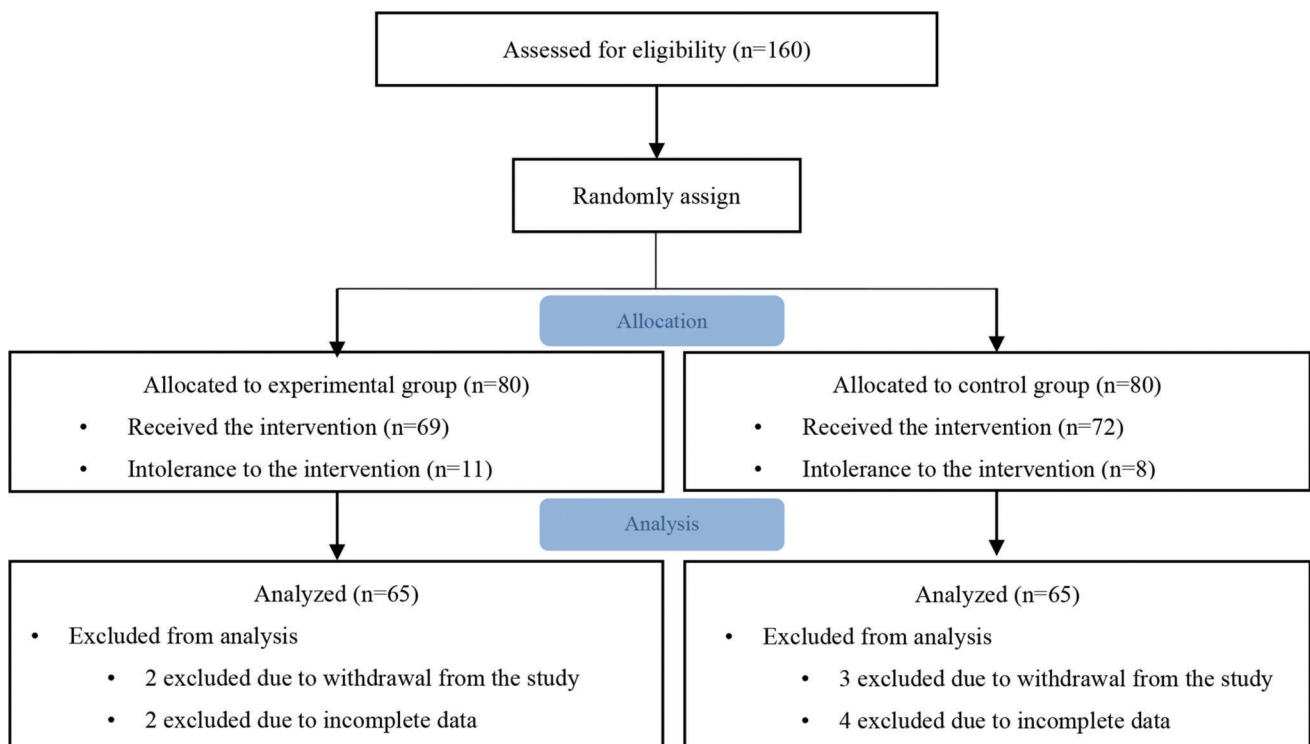 Assessed for eligibility (n=160)
Randomly assign
Allocation
Allocated to experimental group (n=80)
• Received the intervention (n=69)
• Intolerance to the intervention (n=11)
Allocated to control group (n=80)
• Received the intervention (n=72)
• Intolerance to the intervention (n=8)
Analysis
Analyzed (n=65)
• Excluded from analysis
• 2 excluded due to withdrawal from the study
• 2 excluded due to incomplete data
Analyzed (n=65)
• Excluded from analysis
• 3 excluded due to withdrawal from the study
• 4 excluded due to incomplete data